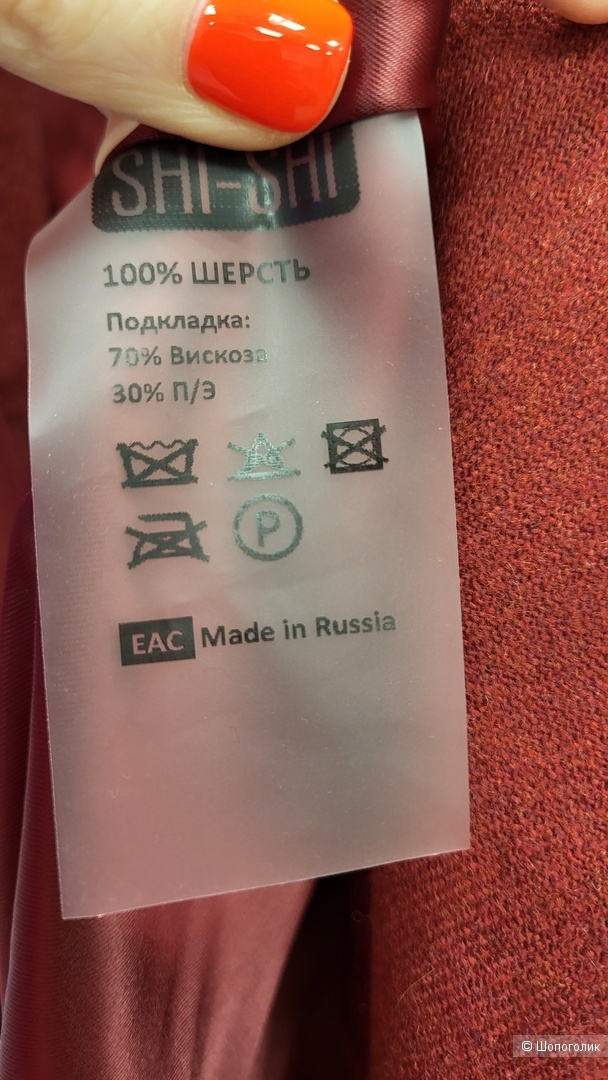 SHI-SHI
100% ШЕРСТЬ
Подкладка:
70% Вискоза
30% П/Э
P
EAC Made in Russia
© Шопоголик